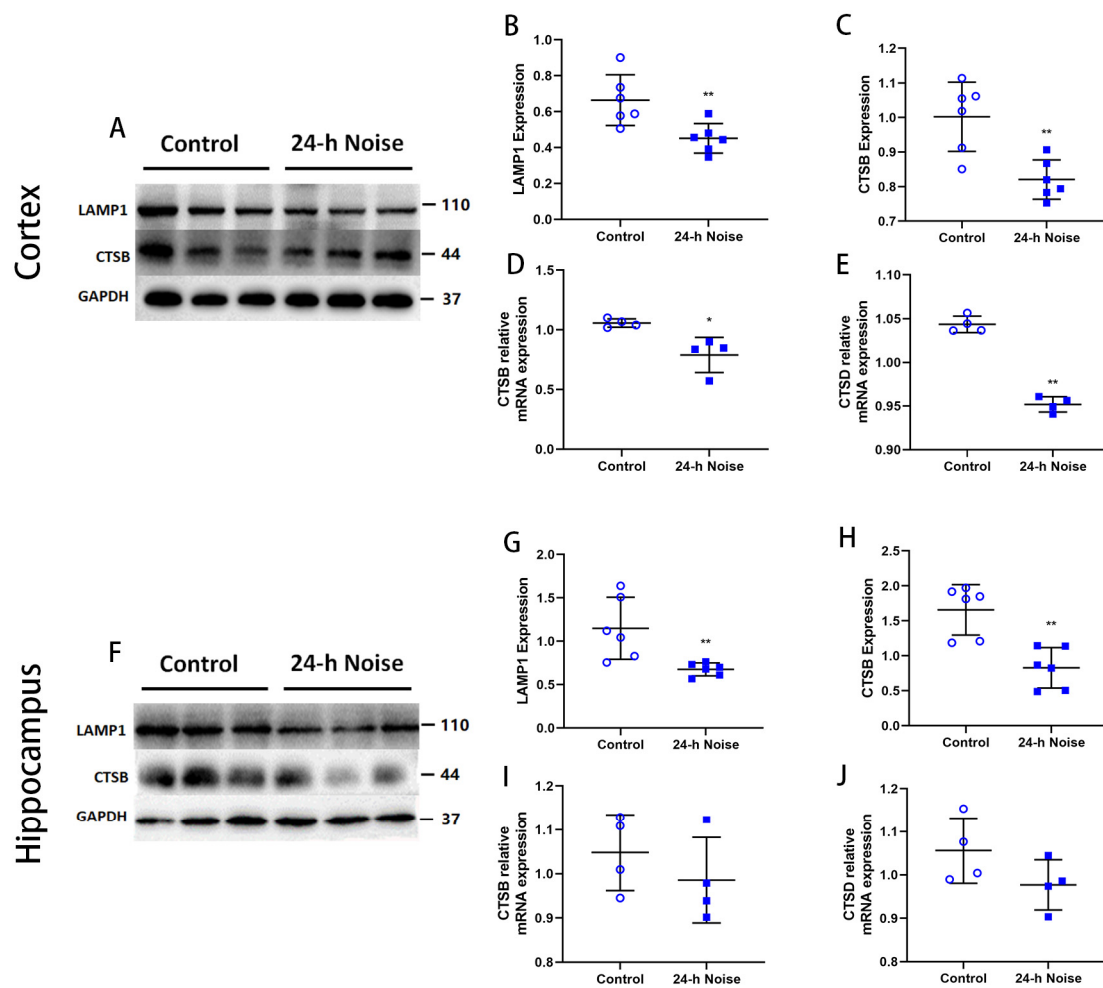 Cortex
A
Control 24-h Noise
LAMP1 110
CTSB 44
GAPDH 37
B
LAMP1 Expression
1.0
0.8
0.6
0.4
0.2
0.0
**
Control 24-h Noise
C
CTSB Expression
1.2
1.1
1.0
0.9
0.8
0.7
**
Control 24-h Noise
D
CTSB relative
mRNA expression
1.5
1.0
0.5
0.0
*
Control 24-h Noise
E
CTSD relative
mRNA expression
1.10
1.05
1.00
0.95
0.90
**
Control 24-h Noise
Hippocampus
F
Control 24-h Noise
LAMP1 110
CTSB 44
GAPDH 37
G
LAMP1 Expression
2.0
1.5
1.0
0.5
0.0
**
Control 24-h Noise
H
CTSB Expression
2.5
2.0
1.5
1.0
0.5
0.0
**
Control 24-h Noise
I
CTSB relative
mRNA expression
1.2
1.1
1.0
0.9
0.8
Control 24-h Noise
J
CTSD relative
mRNA expression
1.2
1.1
1.0
0.9
0.8
Control 24-h Noise